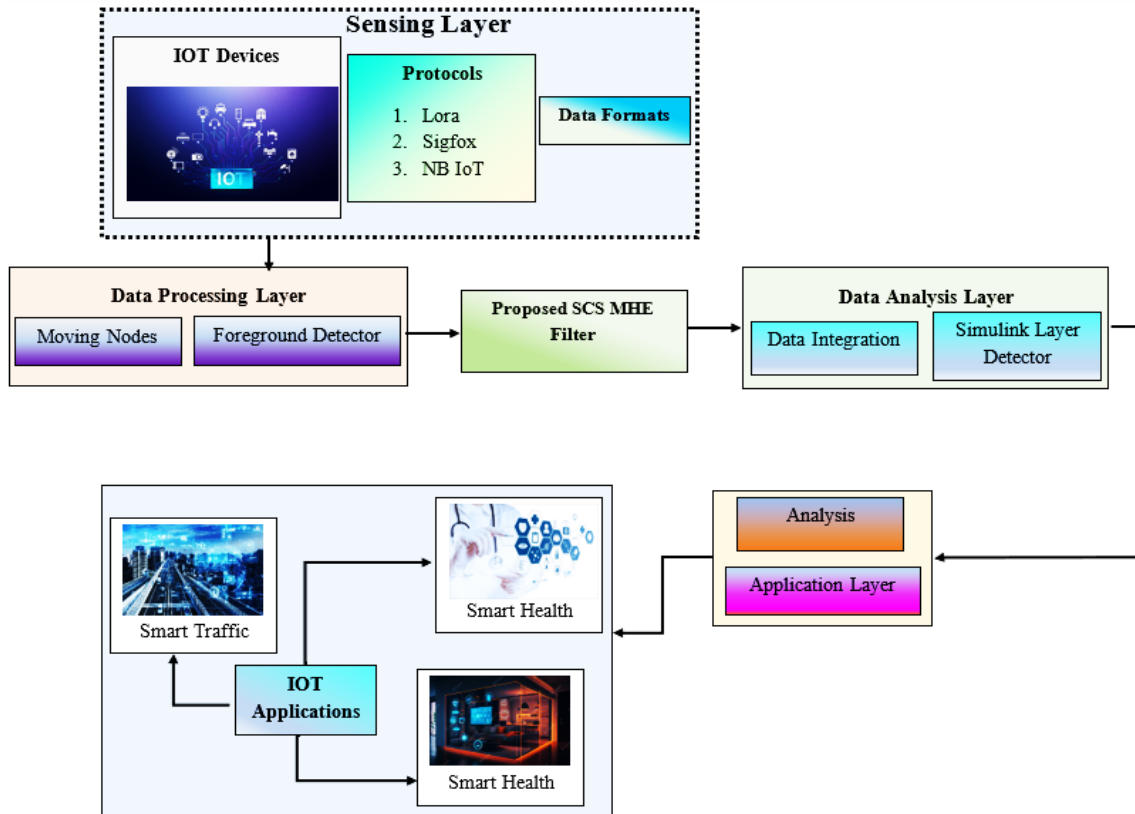 Sensing Layer
IOT Devices
IOT
Protocols
1. Lora
2. Sigfox
3. NB IoT
Data Formats
Data Processing Layer
Moving Nodes
Foreground Detector
Proposed SCS MHE
Filter
Data Analysis Layer
Data Integration
Simulink Layer
Detector
Analysis
Application Layer
Smart Traffic
Smart Health
IOT
Applications
Smart Health